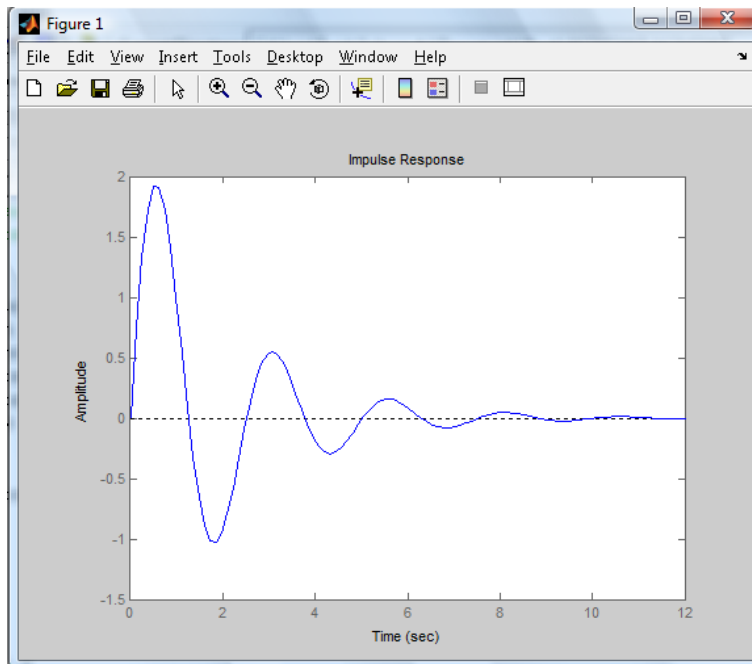 Figure 1
File Edit View Insert Tools Desktop Window Help
Impulse Response
2
1.5
1
0.5
0
-0.5
-1
-1.5
Amplitude
0 2 4 6 8 10 12
Time (sec)